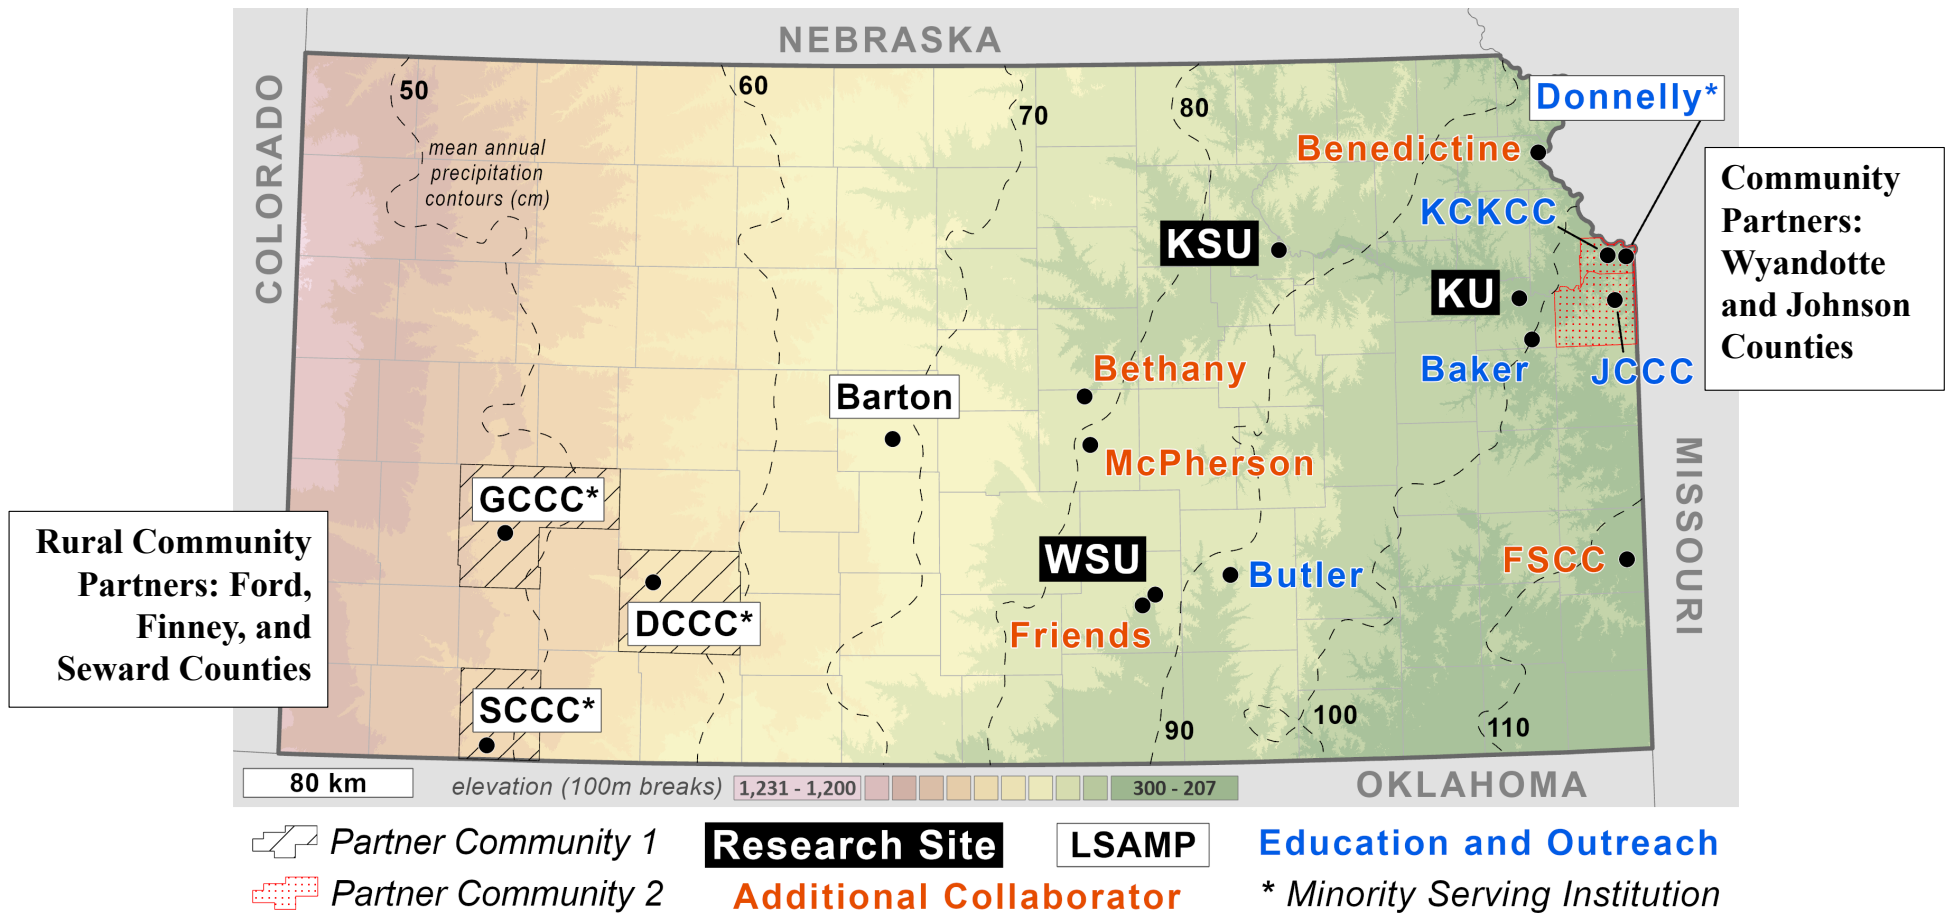 NEBRASKA
COLORADO
50
60
70
80
mean annual
precipitation
contours (cm)
Donnelly*
Benedictine
KCKCC
Community
Partners:
Wyandotte
and Johnson
Counties
KSU
KU
Baker
JCCC
Bethany
Barton
McPherson
MISSOURI
GCCC*
Rural Community
Partners: Ford,
Finney, and
Seward Counties
WSU
Butler
FSCC
DCCC*
Friends
SCCC*
90
100
110
80 km
elevation (100m breaks)
1,231 - 1,200
300 - 207
OKLAHOMA
Partner Community 1
Research Site
LSAMP
Education and Outreach
Partner Community 2
Additional Collaborator
* Minority Serving Institution